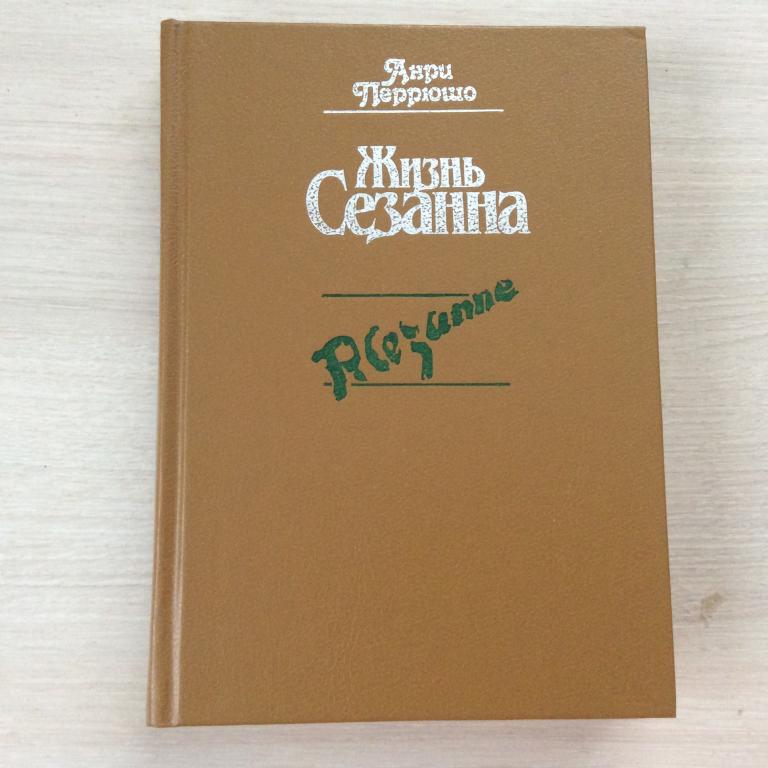 Анри
Перрюшо
Жизнь
Сезанна
P Cezanne